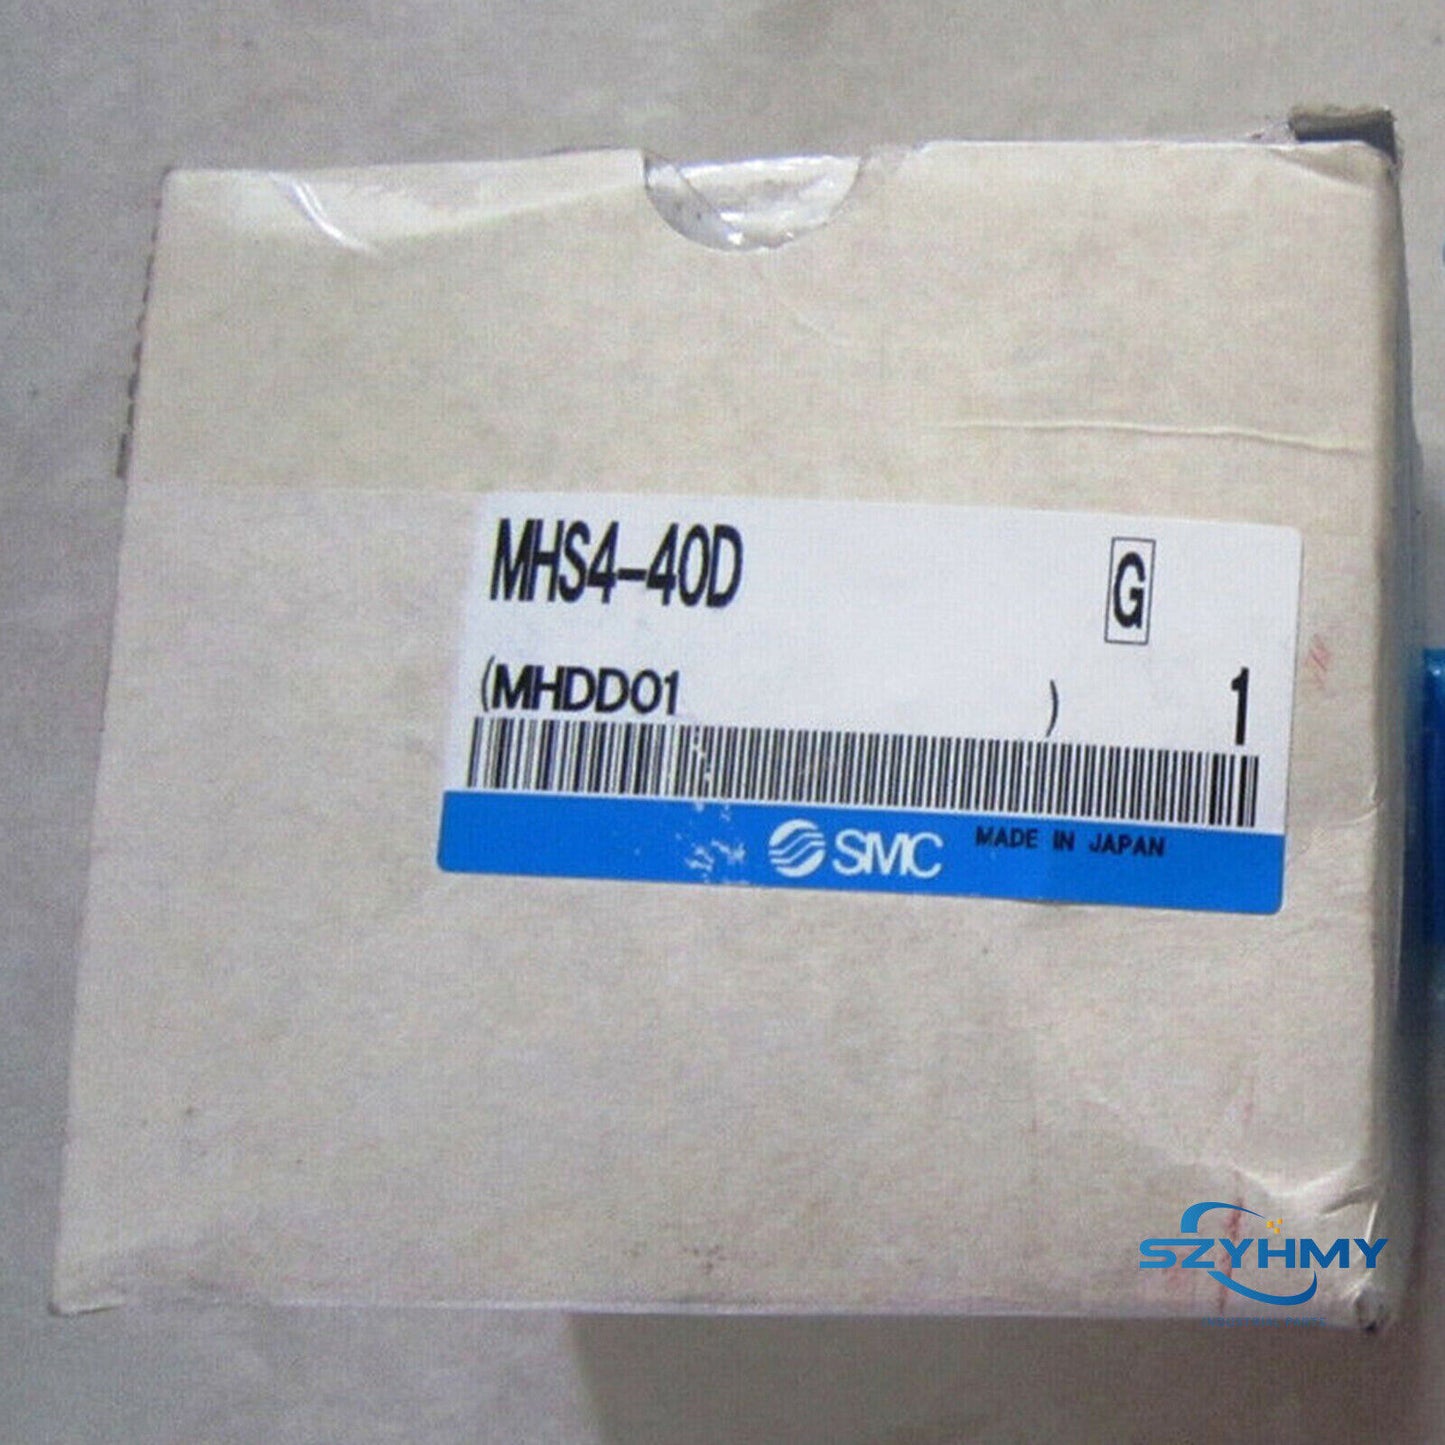 MHS4-40D
G
(MHDD01 )
1
SMC MADE IN JAPAN
SZYHMY